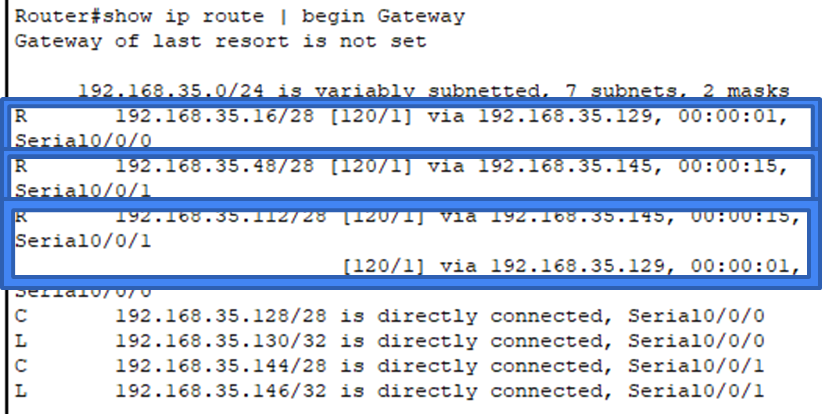 Router#show ip route | begin Gateway
Gateway of last resort is not set
192.168.35.0/24 is variably subnetted, 7 subnets, 2 masks
R 192.168.35.16/28 [120/1] via 192.168.35.129, 00:00:01,
Serial0/0/0
R 192.168.35.48/28 [120/1] via 192.168.35.145, 00:00:15,
Serial0/0/1
R 192.168.35.112/28 [120/1] via 192.168.35.145, 00:00:15,
Serial0/0/1
[120/1] via 192.168.35.129, 00:00:01,
Serial0/0/0
C 192.168.35.128/28 is directly connected, Serial0/0/0
L 192.168.35.130/32 is directly connected, Serial0/0/0
C 192.168.35.144/28 is directly connected, Serial0/0/1
L 192.168.35.146/32 is directly connected, Serial0/0/1